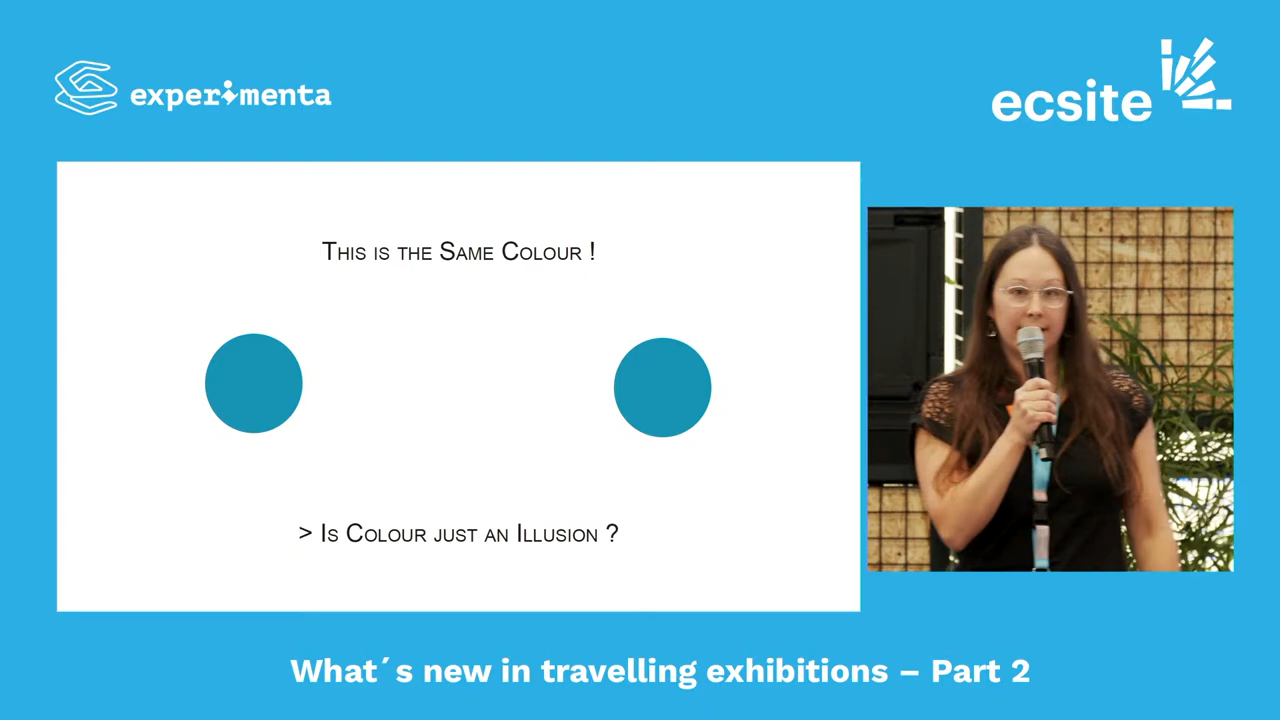 experimenta
ecsite
This is the Same Colour !
> Is Colour just an Illusion ?
What´s new in travelling exhibitions – Part 2